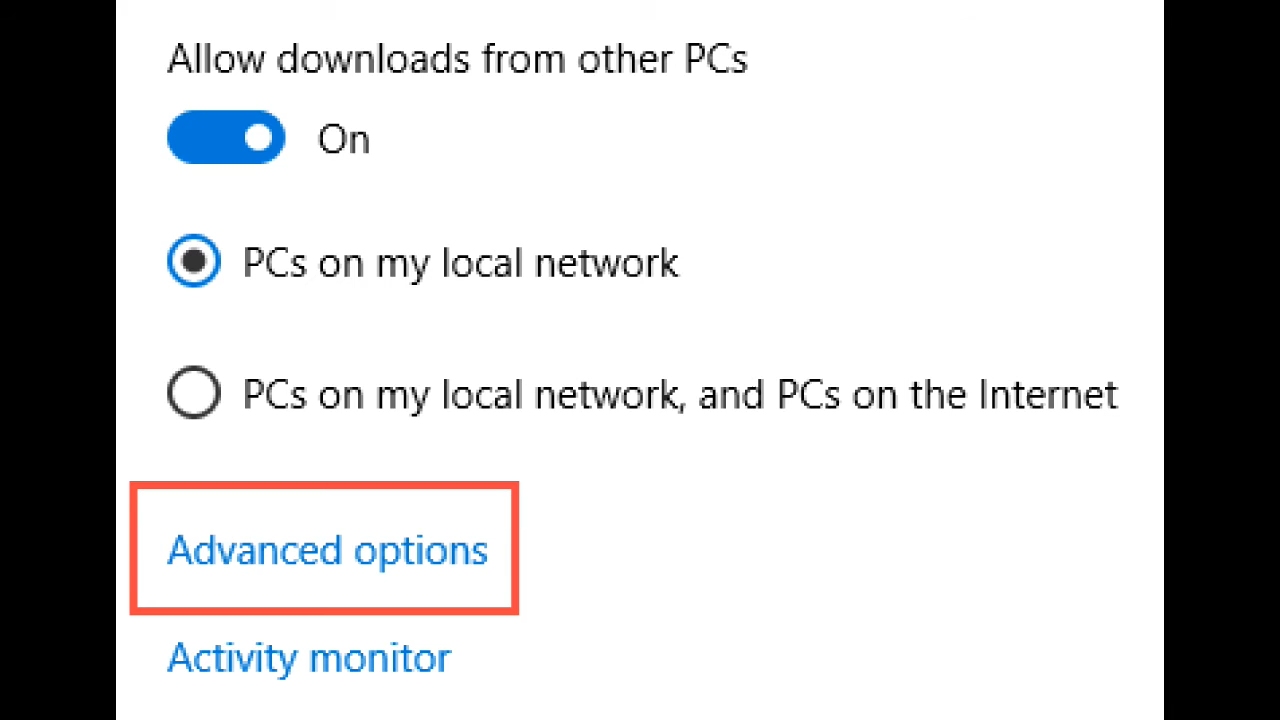 Allow downloads from other PCs
On
PCs on my local network
PCs on my local network, and PCs on the Internet
Advanced options
Activity monitor